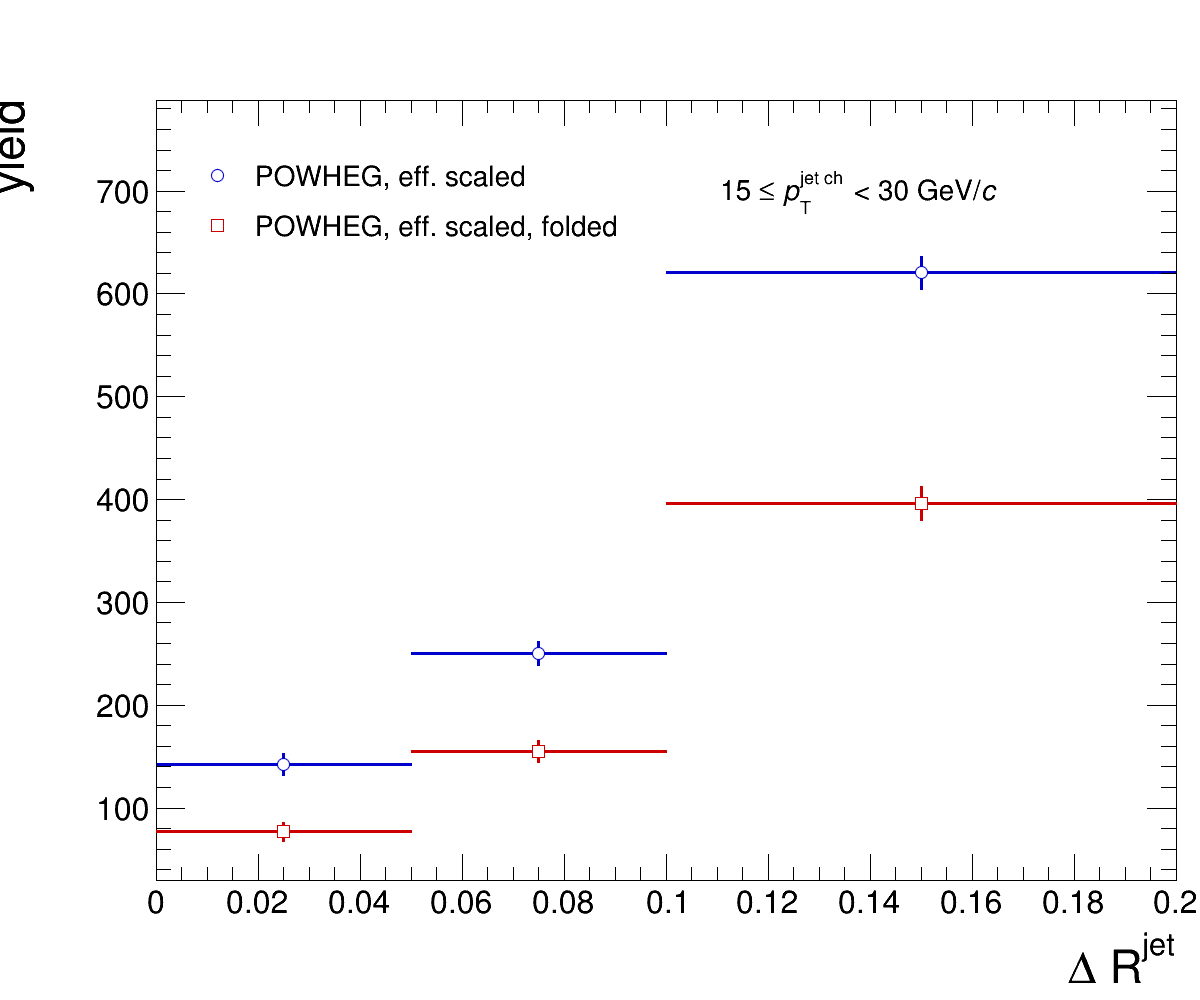 yield
POWHEG, eff. scaled
POWHEG, eff. scaled, folded
15 ≤ p_T^{jet ch} < 30 GeV/c
700
600
500
400
300
200
100
0 0.02 0.04 0.06 0.08 0.1 0.12 0.14 0.16 0.18 0.2
Δ R^{jet}